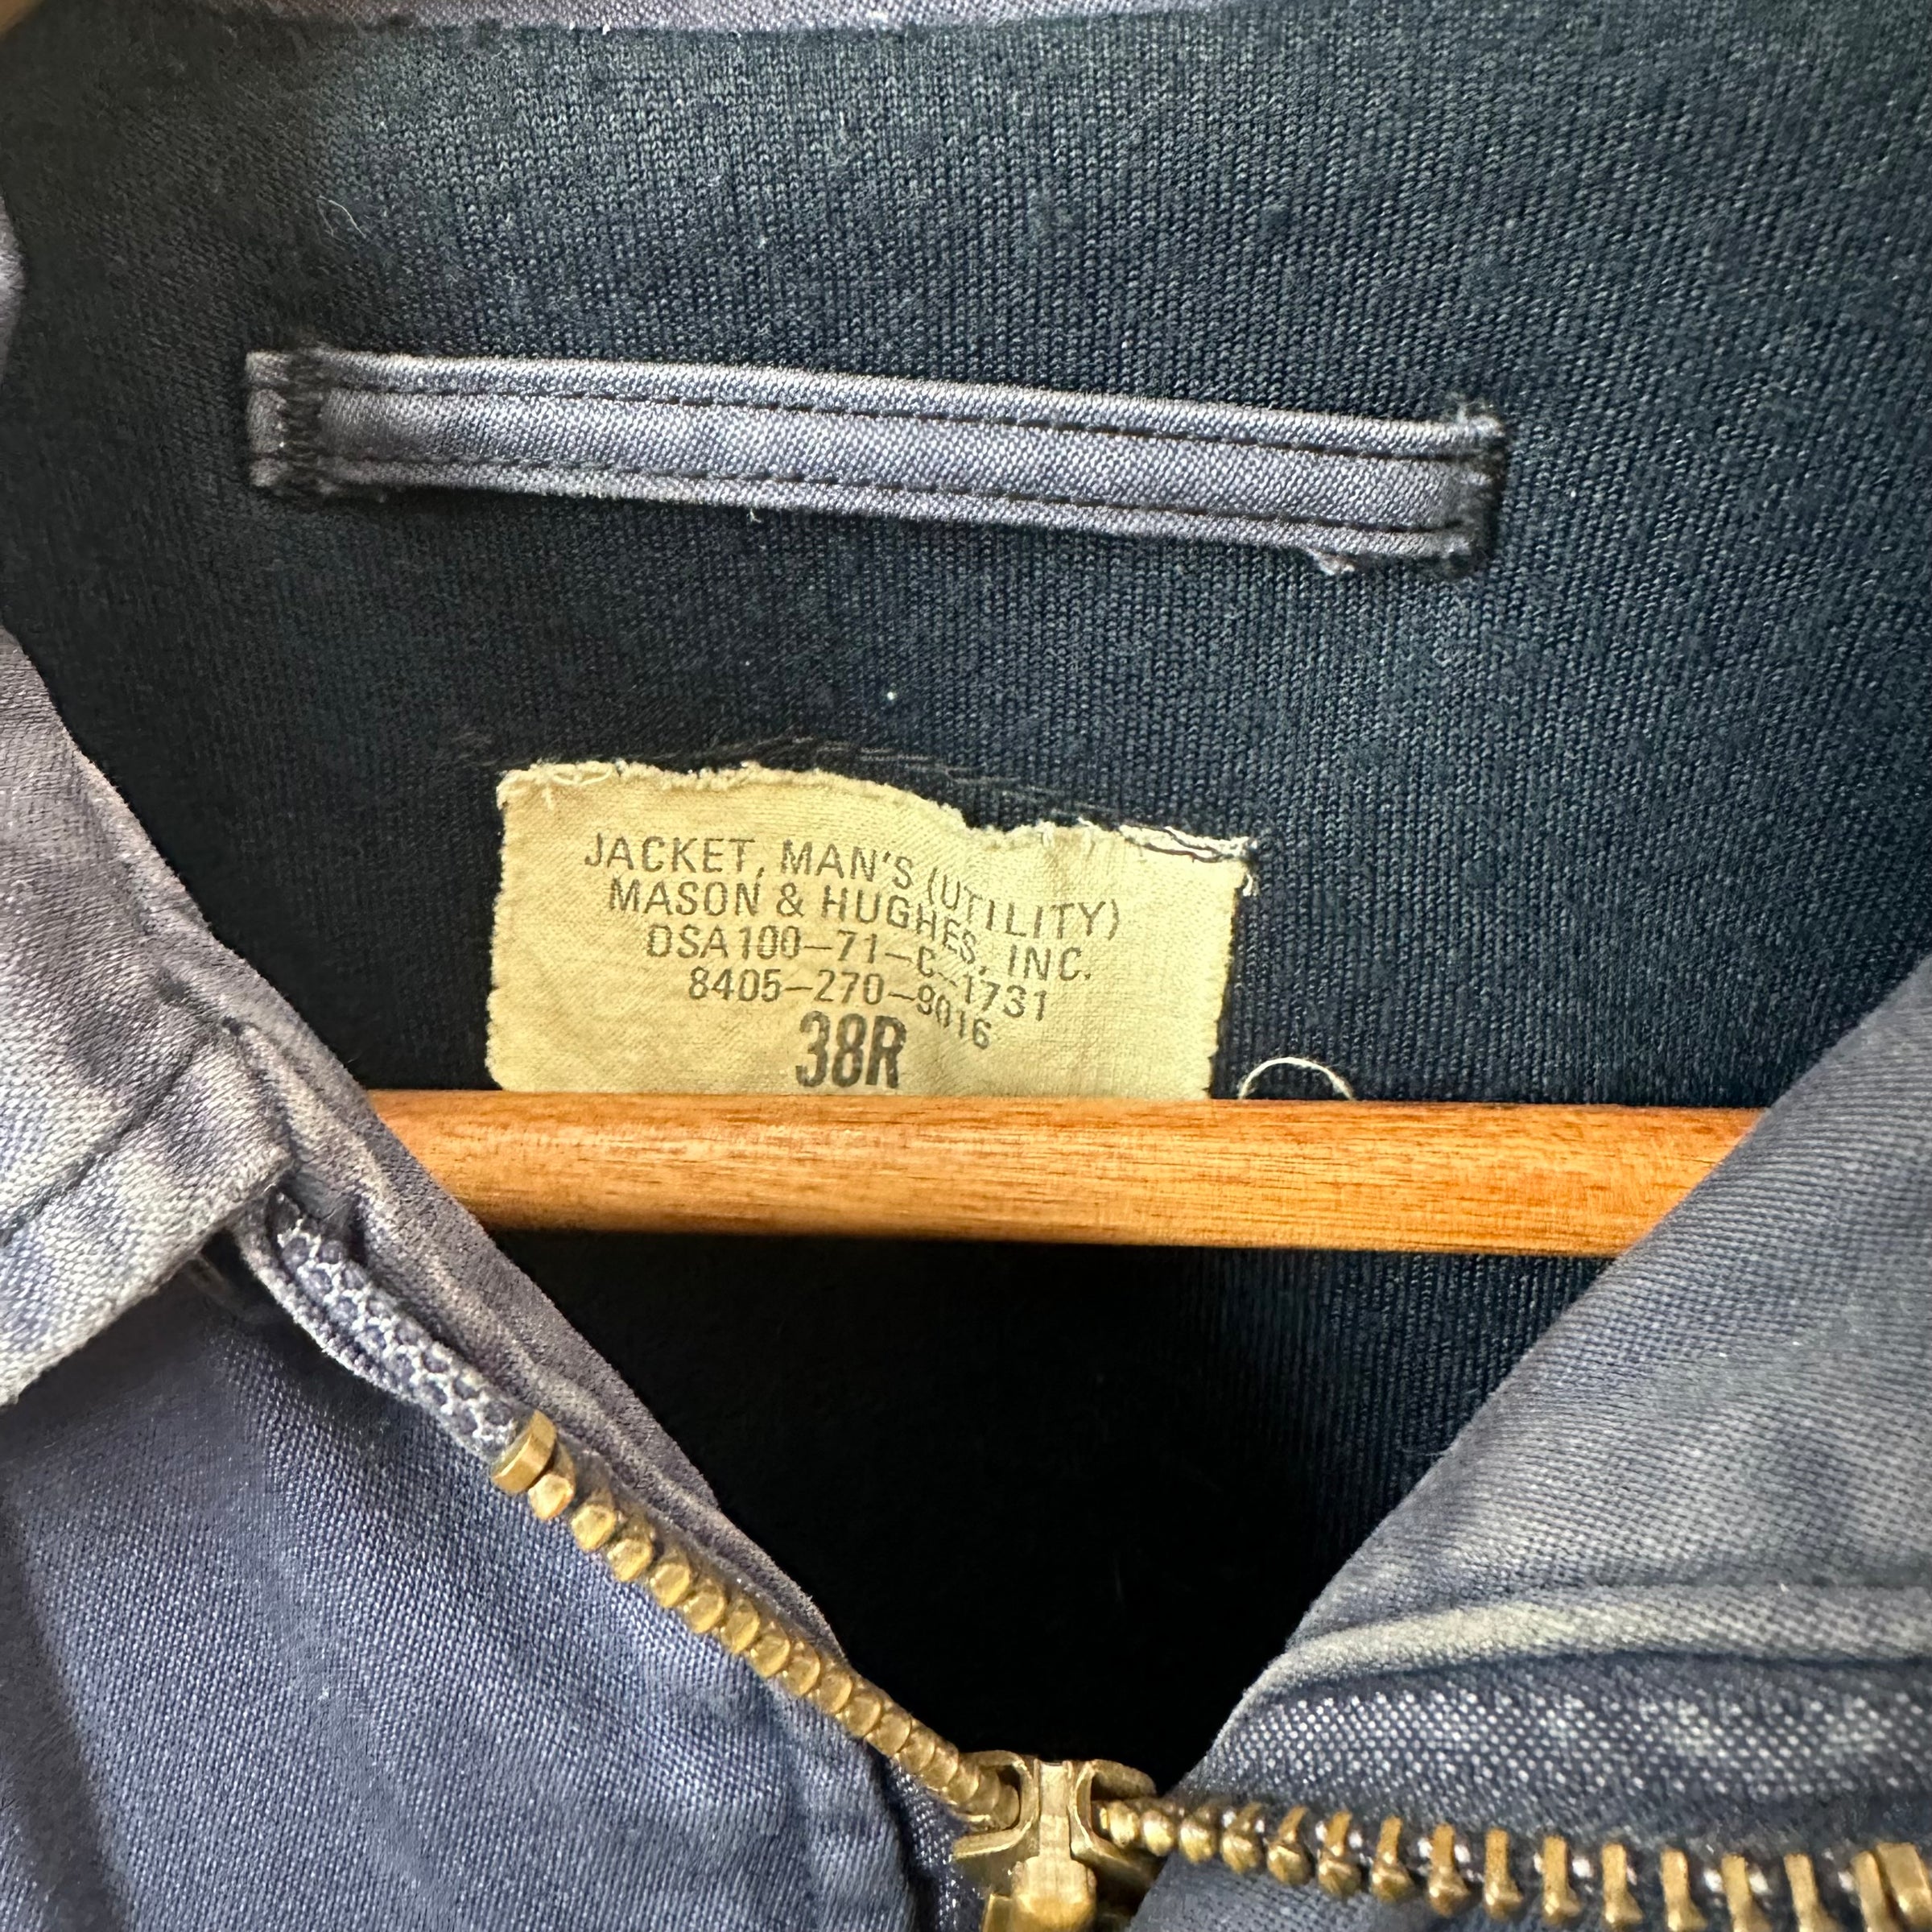 JACKET, MAN'S (UTILITY)
MASON & HUGHES, INC.
DSA100-71-C-1731
8405-270-9016
38R